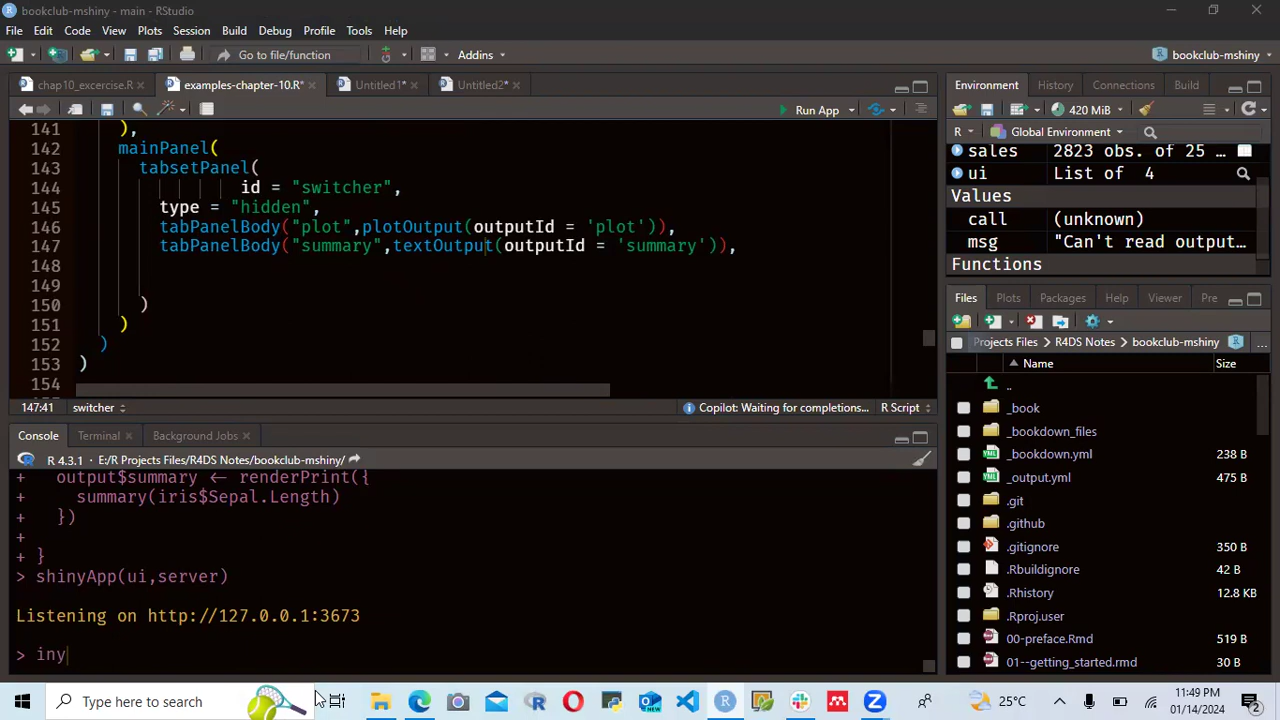 bookclub-mshiny - main - RStudio
File Edit Code View Plots Session Build Debug Profile Tools Help
Go to file/function Addins bookclub-mshiny
chap10_excercise.R examples-chapter-10.R* Untitled1* Untitled2*
Run App
141 ),
142 mainPanel(
143 tabsetPanel(
144 id = "switcher",
145 type = "hidden",
146 tabPanelBody("plot",plotOutput(outputId = 'plot')),
147 tabPanelBody("summary",textOutput(outputId = 'summary')),
148
149
150 )
151 )
152 )
153 )
154
147:41 switcher Copilot: Waiting for completions... R Script
Console Terminal Background Jobs
R 4.3.1 · E:/R Projects Files/R4DS Notes/bookclub-mshiny/
+ output$summary <- renderPrint({
+ summary(iris$Sepal.Length)
+ })
+
+ }
> shinyApp(ui,server)
Listening on http://127.0.0.1:3673
> iny
Environment History Connections Build
420 MiB
R Global Environment
sales 2823 obs. of 25 ...
ui List of 4
Values
call (unknown)
msg "Can't read output…
Functions
Files Plots Packages Help Viewer Pre
Projects Files R4DS Notes bookclub-mshiny ...
Name Size
..
_book
_bookdown_files
_bookdown.yml 238 B
_output.yml 475 B
.git
.github
.gitignore 350 B
.Rbuildignore 42 B
.Rhistory 12.8 KB
.Rproj.user
00-preface.Rmd 519 B
01--getting_started.rmd 30 B
Type here to search
25°C
11:49 PM
01/14/2024
2